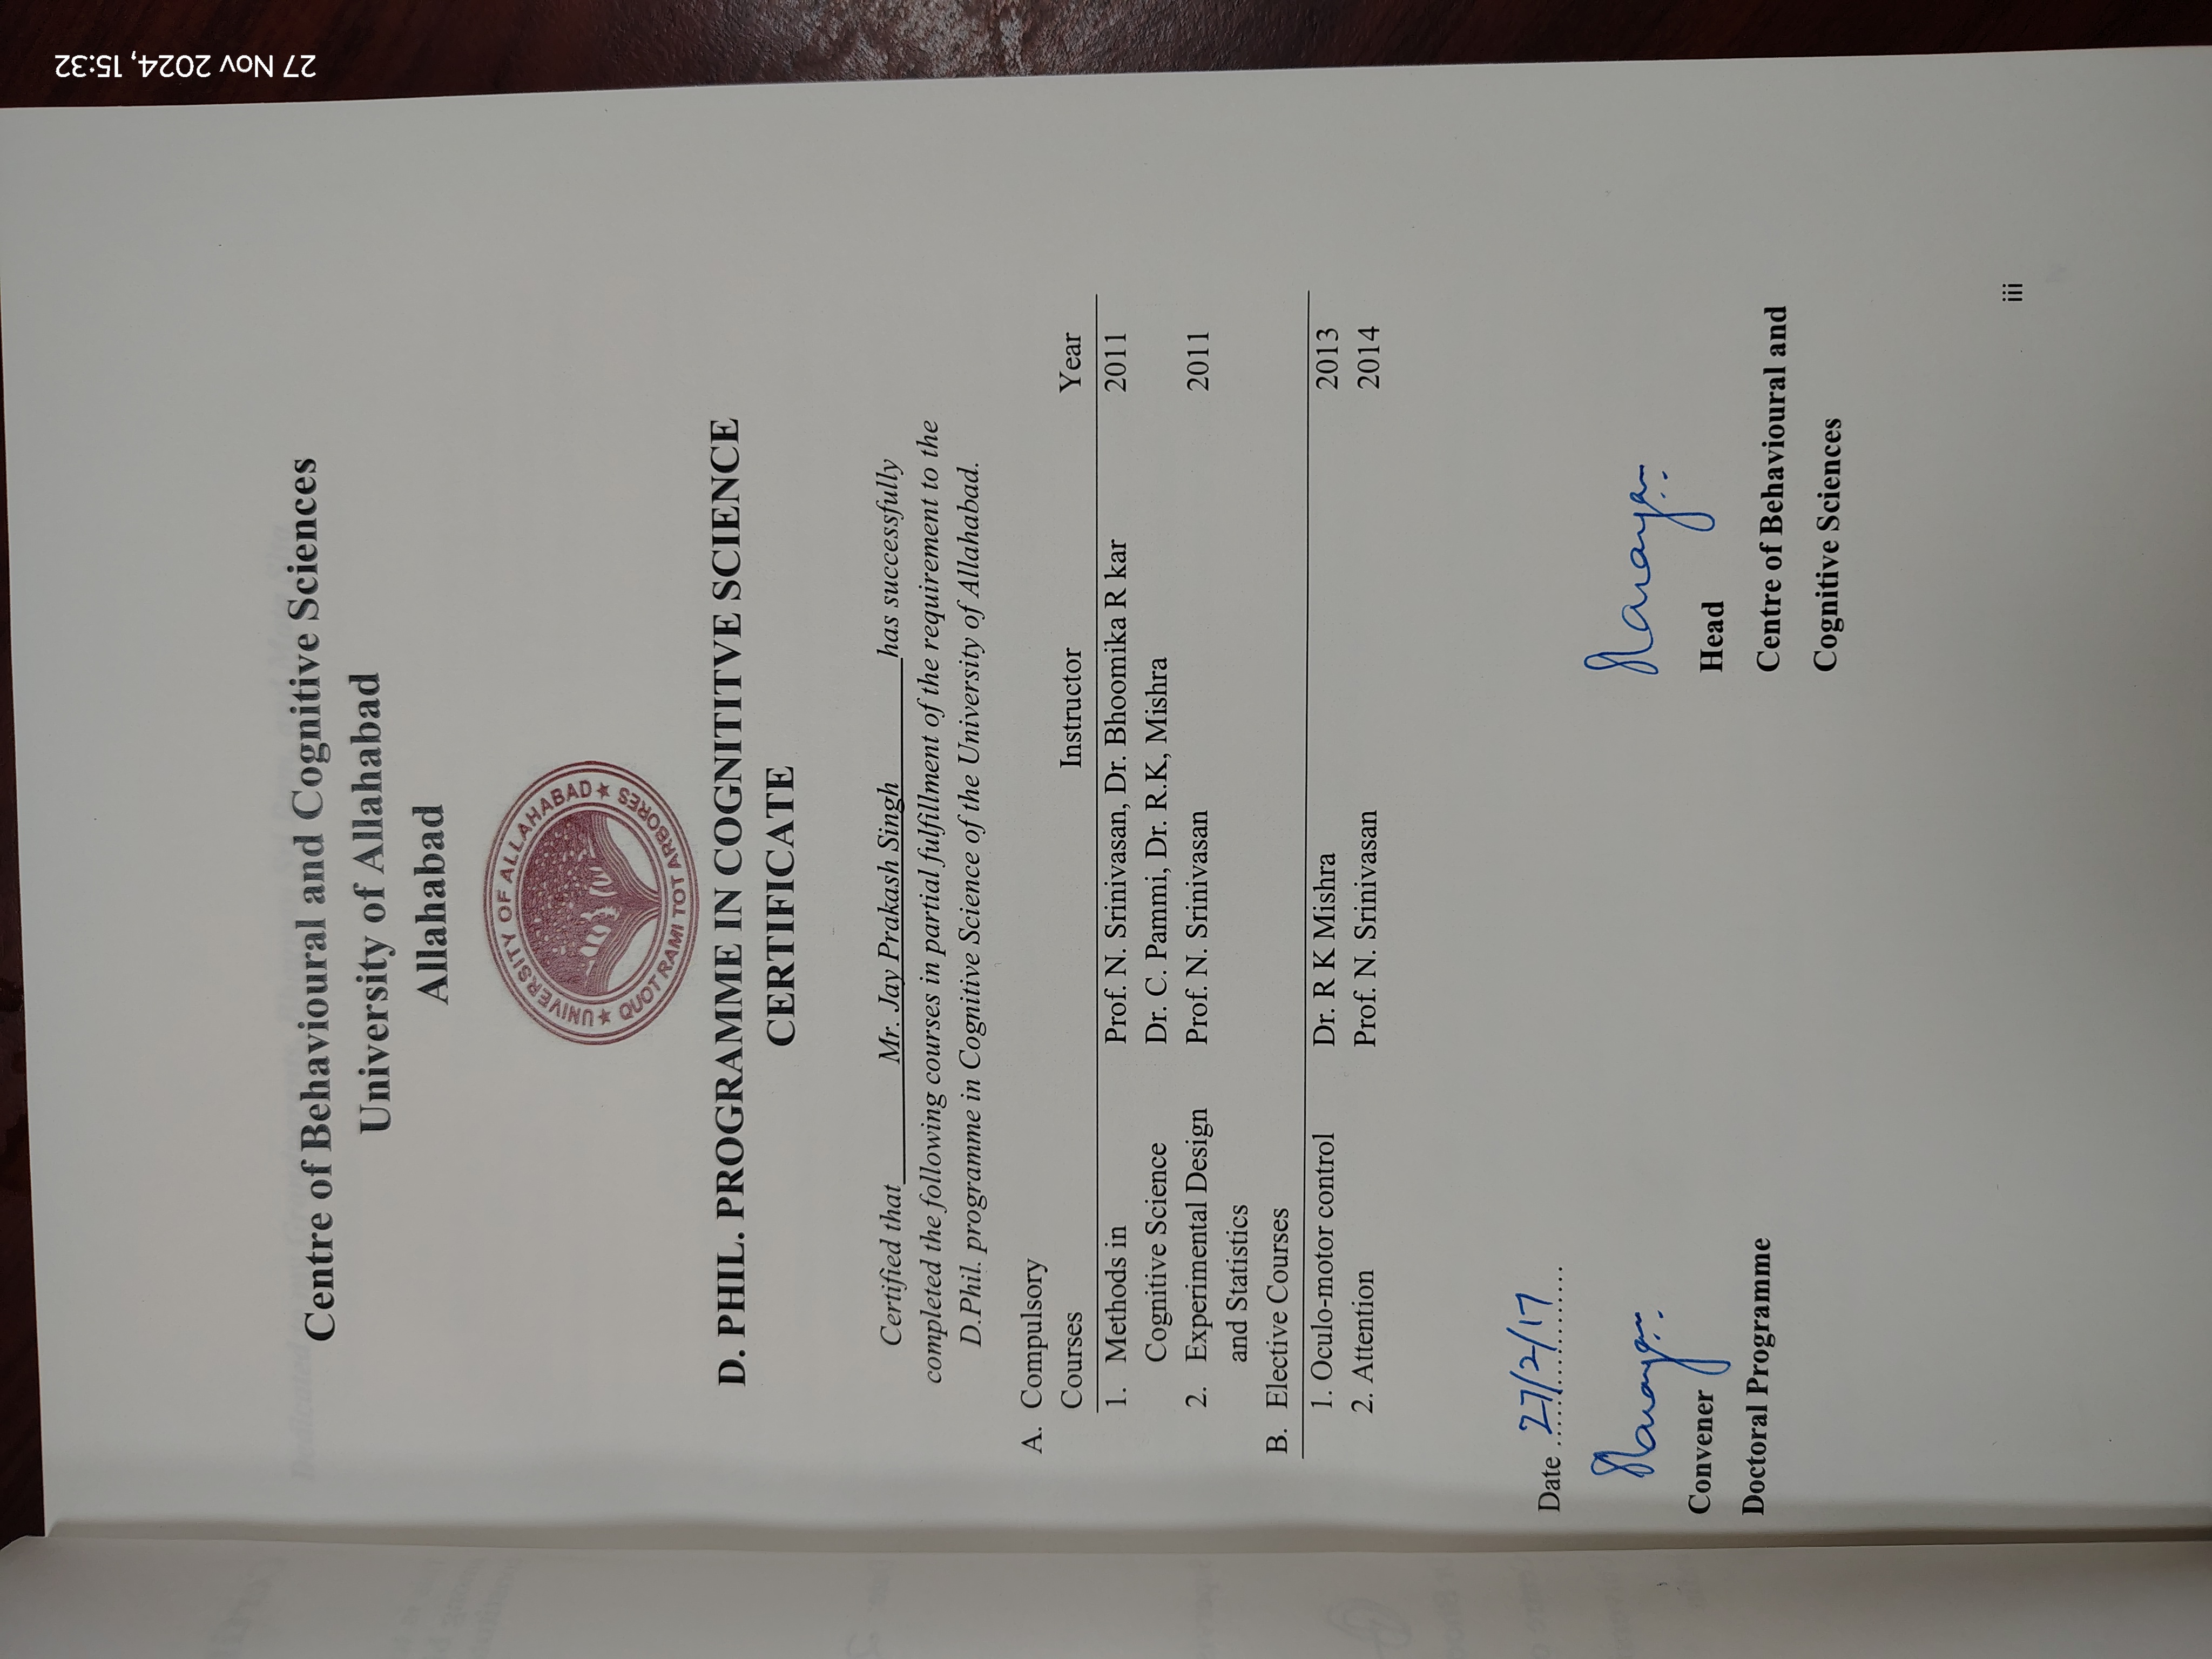 27 Nov 2024, 15:32
Centre of Behavioural and Cognitive Sciences
University of Allahabad
Allahabad
UNIVERSITY OF ALLAHABAD
QUOT RAMI TOT ARBORES
D. PHIL. PROGRAMME IN COGNITVE SCIENCE
CERTIFICATE
Certified that Mr. Jay Prakash Singh has successfully
completed the following courses in partial fulfillment of the requirement to the
D.Phil. programme in Cognitive Science of the University of Allahabad.
A. Compulsory
Courses Instructor Year
1. Methods in Prof. N. Srinivasan, Dr. Bhoomika R kar 2011
Cognitive Science Dr. C. Pammi, Dr. R.K, Mishra
2. Experimental Design Prof. N. Srinivasan 2011
and Statistics
B. Elective Courses
1. Oculo-motor control Dr. R K Mishra 2013
2. Attention Prof. N. Srinivasan 2014
Date 27/2/17
Convener Head
Doctoral Programme Centre of Behavioural and
Cognitive Sciences
iii